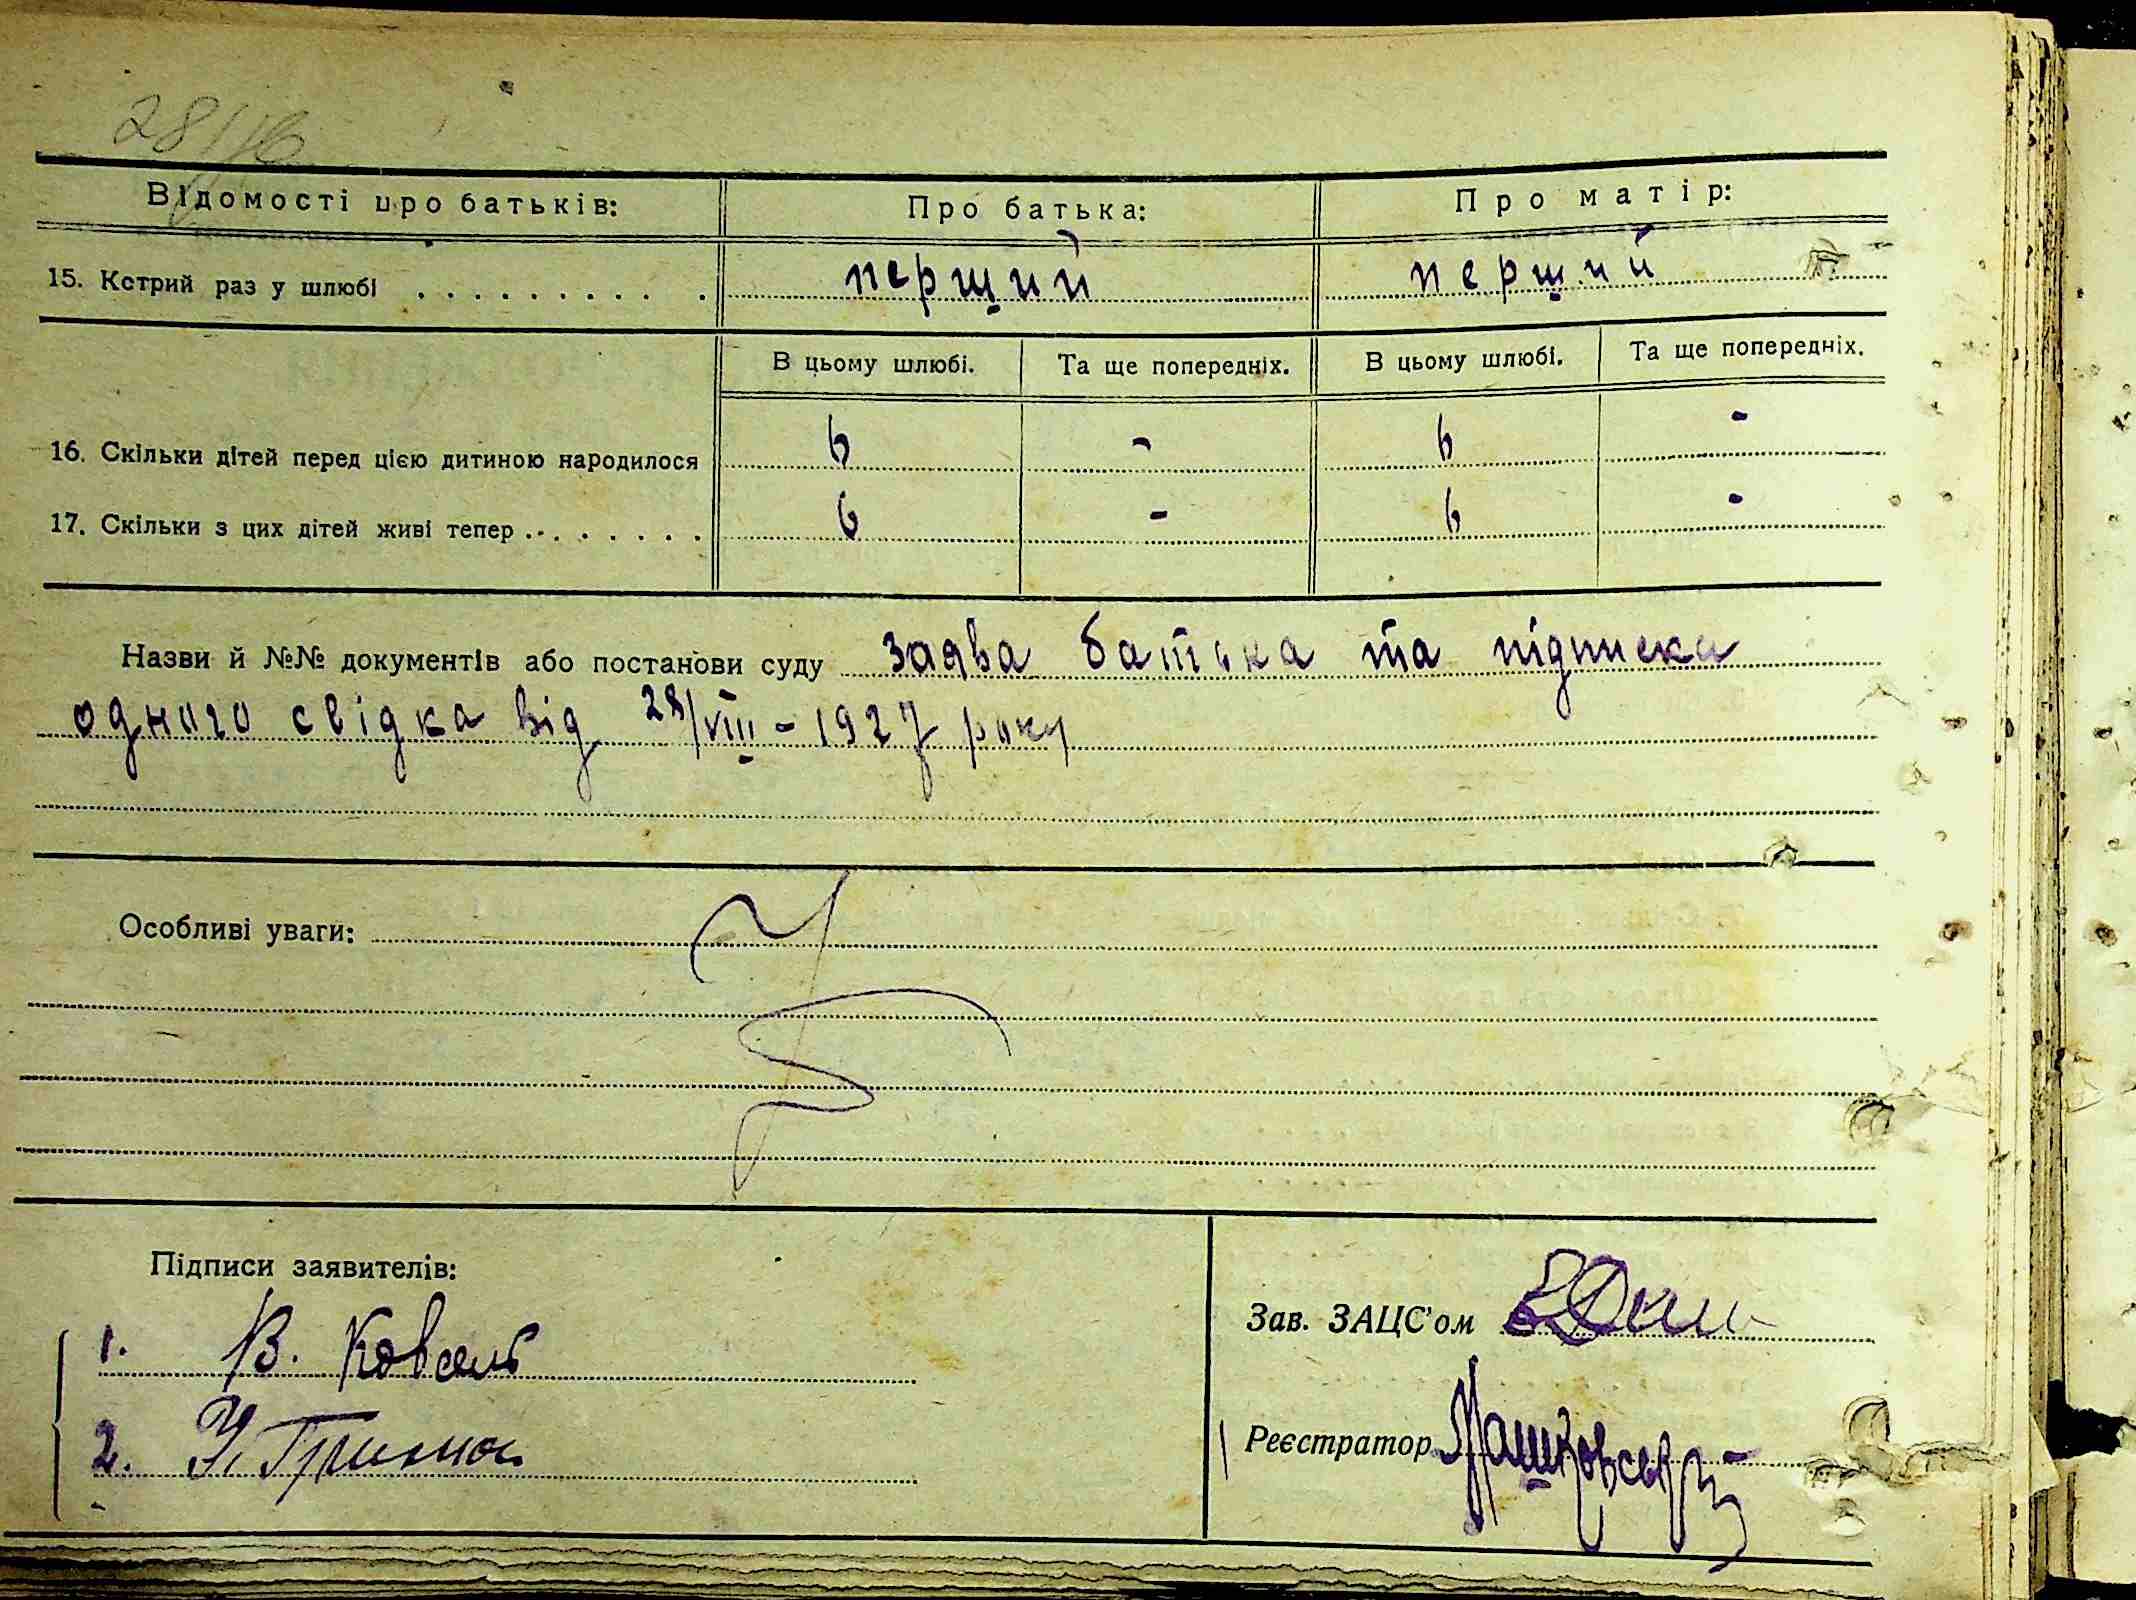 Відомості про батьків: Про батька: Про матір:
15. Котрий раз у шлюбі . . . . . . . . . . перший перший
В цьому шлюбі. Та ще попередніх. В цьому шлюбі. Та ще попередніх.
16. Скільки дітей перед цією дитиною народилося 6 - 6 -
17. Скільки з цих дітей живі тепер . . . . . . . . 6 - 6 -
Назви й №№ документів або постанови суду заява батька та підписка
одного свідка від 28/VIII - 1927 року
Особливі уваги:
Підписи заявителів:
1. В. Ковсель
2.
Зав. ЗАЦС'ом
Реєстратор